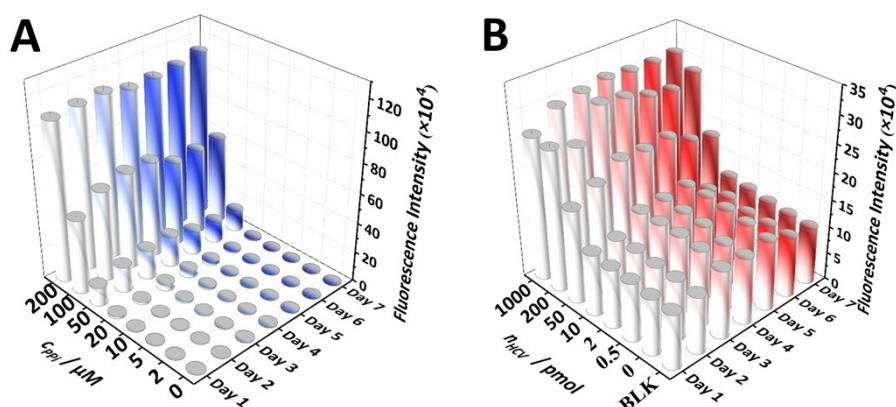 A
120
100
80
60
40
20
0
Fluorescence Intensity (×10⁴)
200
100
50
20
10
5
2
0
c_PPi / μM
Day 7
Day 6
Day 5
Day 4
Day 3
Day 2
Day 1
B
35
30
25
20
15
10
5
0
Fluorescence Intensity (×10⁴)
1000
200
50
10
2
0.5
0
BLK
n_HCV / pmol
Day 7
Day 6
Day 5
Day 4
Day 3
Day 2
Day 1